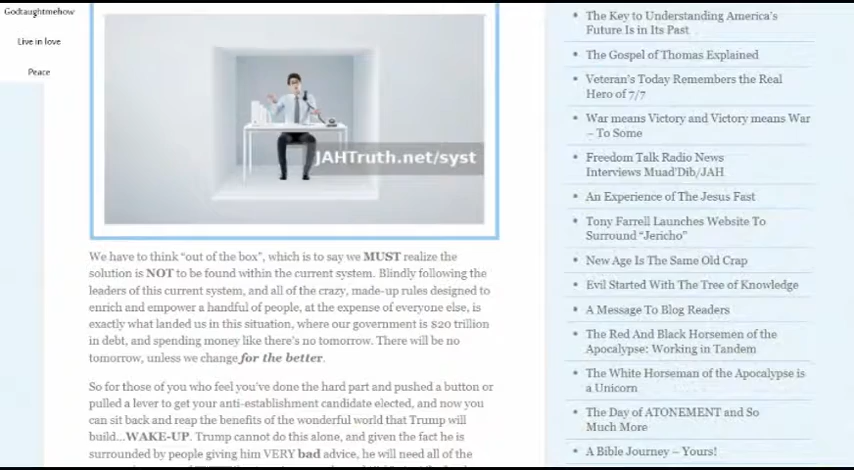 Godtaughtmehow
Live in love
Peace
JAHTruth.net/syst
We have to think “out of the box”, which is to say we MUST realize the
solution is NOT to be found within the current system. Blindly following the
leaders of this current system, and all of the crazy, made-up rules designed to
enrich and empower a handful of people, at the expense of everyone else, is
exactly what landed us in this situation, where our government is $20 trillion
in debt, and spending money like there’s no tomorrow. There will be no
tomorrow, unless we change for the better.
So for those of you who feel you’ve done the hard part and pushed a button or
pulled a lever to get your anti-establishment candidate elected, and now you
can sit back and reap the benefits of the wonderful world that Trump will
build...WAKE-UP. Trump cannot do this alone, and given the fact he is
surrounded by people giving him VERY bad advice, he will need all of the
The Key to Understanding America’s
Future Is in Its Past
The Gospel of Thomas Explained
Veteran’s Today Remembers the Real
Hero of 7/7
War means Victory and Victory means War
– To Some
Freedom Talk Radio News
Interviews Muad’Dib/JAH
An Experience of The Jesus Fast
Tony Farrell Launches Website To
Surround “Jericho”
New Age Is The Same Old Crap
Evil Started With The Tree of Knowledge
A Message To Blog Readers
The Red And Black Horsemen of the
Apocalypse: Working in Tandem
The White Horseman of the Apocalypse is
a Unicorn
The Day of ATONEMENT and So
Much More
A Bible Journey – Yours!